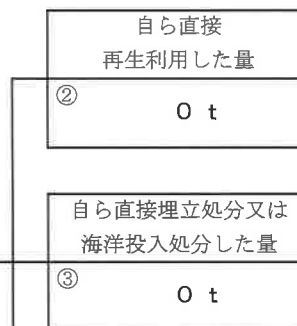 自ら直接
再生利用した量
②
0 t
自ら直接埋立処分又は
海洋投入処分した量
③
0 t